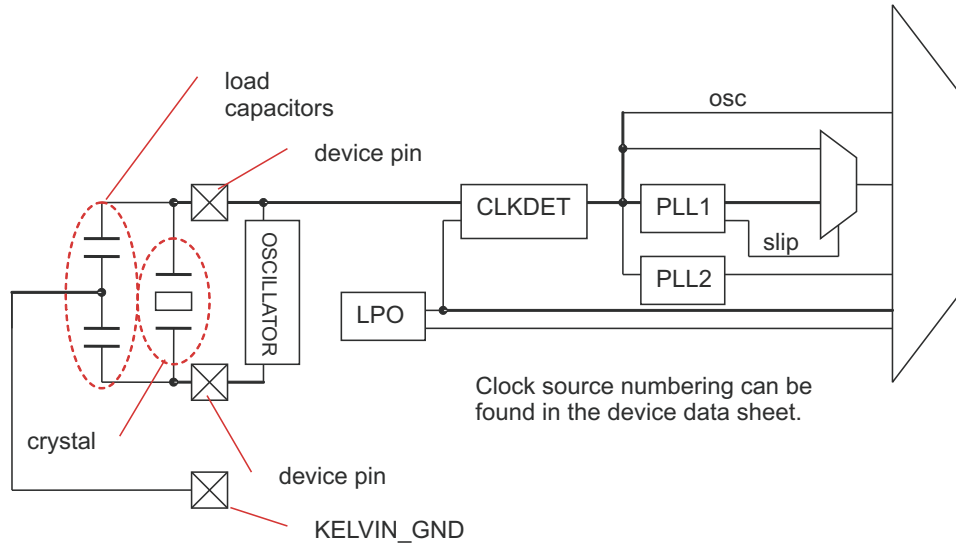 load
capacitors
device pin
osc
CLKDET
PLL1
slip
PLL2
OSCILLATOR
LPO
Clock source numbering can be
found in the device data sheet.
crystal
device pin
KELVIN_GND